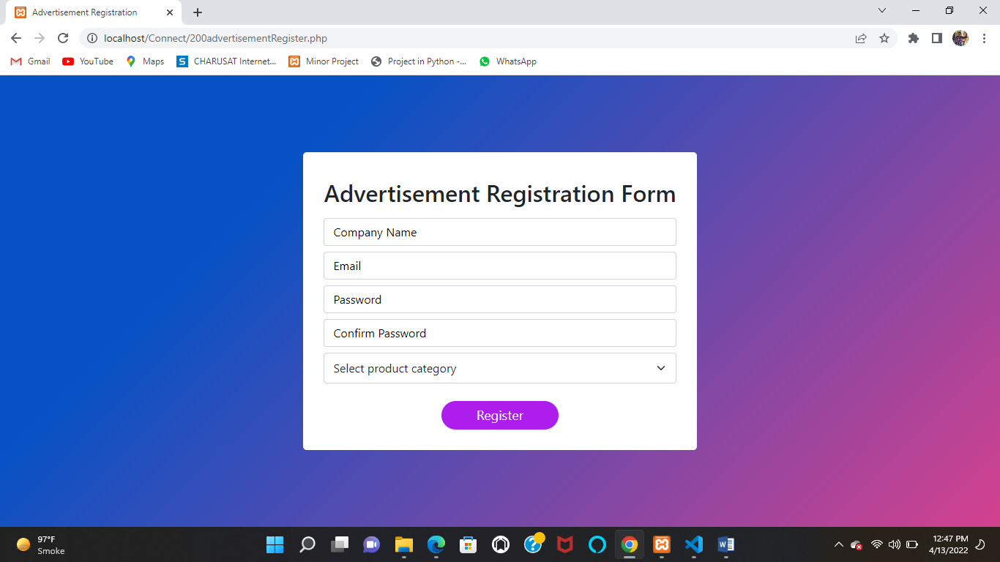 Advertisement Registration
localhost/Connect/200advertisementRegister.php
Gmail
YouTube
Maps
S
CHARUSAT Internet...
Minor Project
Project in Python -...
WhatsApp
Advertisement Registration Form
Company Name
Email
Password
Confirm Password
Select product category
Register
97°F
Smoke
12:47 PM
4/13/2022